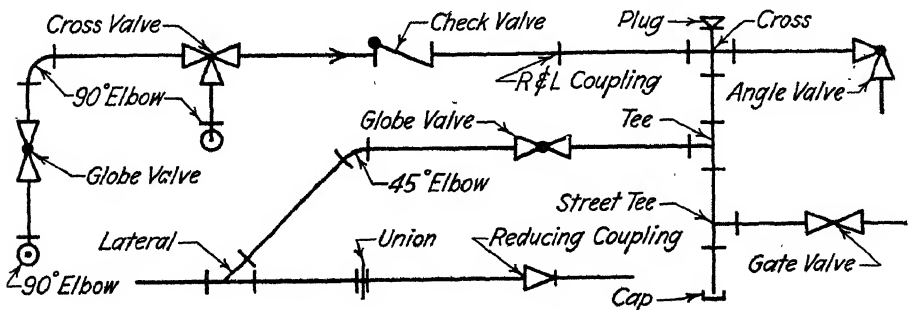 Cross Valve
Check Valve
Plug
Cross
90° Elbow
R&L Coupling
Angle Valve
Globe Valve
Tee
Globe Valve
45° Elbow
Street Tee
Lateral
Union
Reducing Coupling
Gate Valve
90° Elbow
Cap